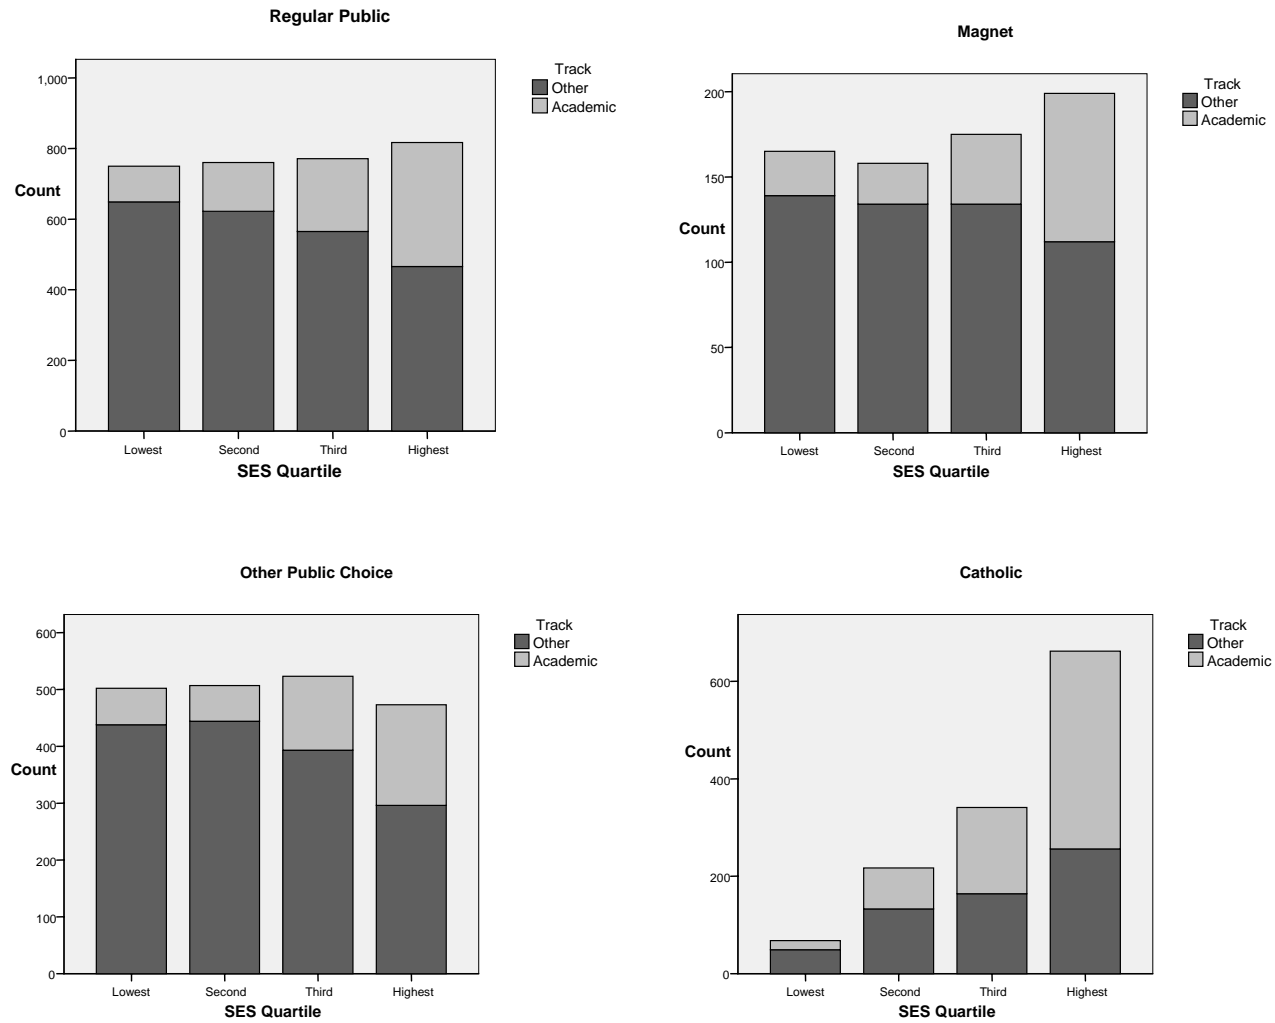 Regular Public
Track
Other
Academic
1,000
800
600
400
200
0
Count
Lowest Second Third Highest
SES Quartile
Magnet
Track
Other
Academic
200
150
100
50
0
Count
Lowest Second Third Highest
SES Quartile
Other Public Choice
Track
Other
Academic
600
500
400
300
200
100
0
Count
Lowest Second Third Highest
SES Quartile
Catholic
Track
Other
Academic
600
400
200
0
Count
Lowest Second Third Highest
SES Quartile